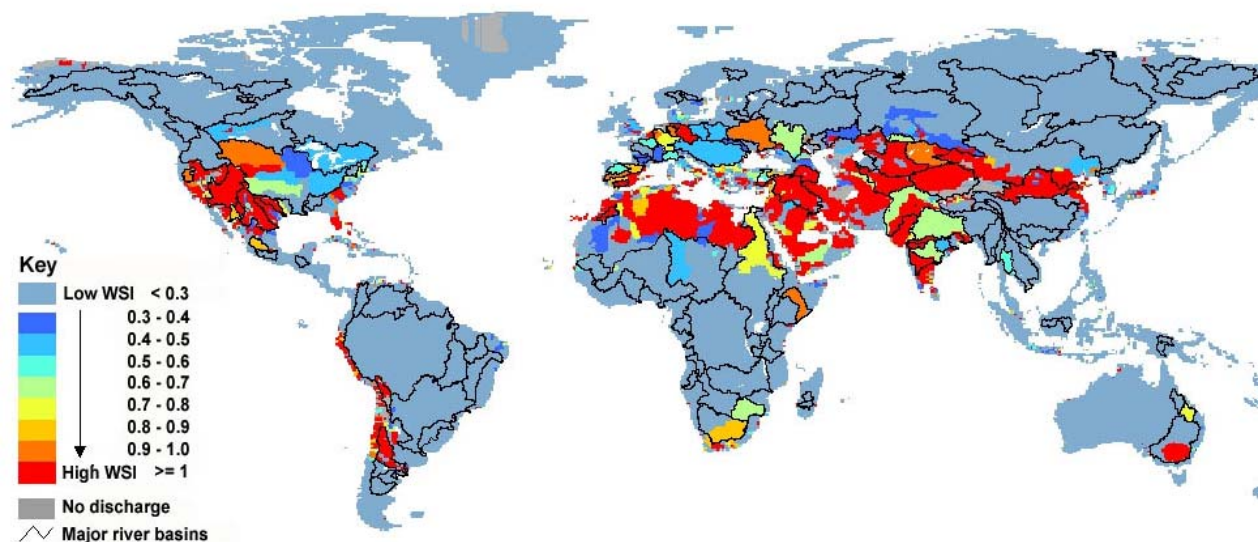 Key
Low WSI < 0.3
0.3 - 0.4
0.4 - 0.5
0.5 - 0.6
0.6 - 0.7
0.7 - 0.8
0.8 - 0.9
0.9 - 1.0
High WSI >= 1
No discharge
Major river basins